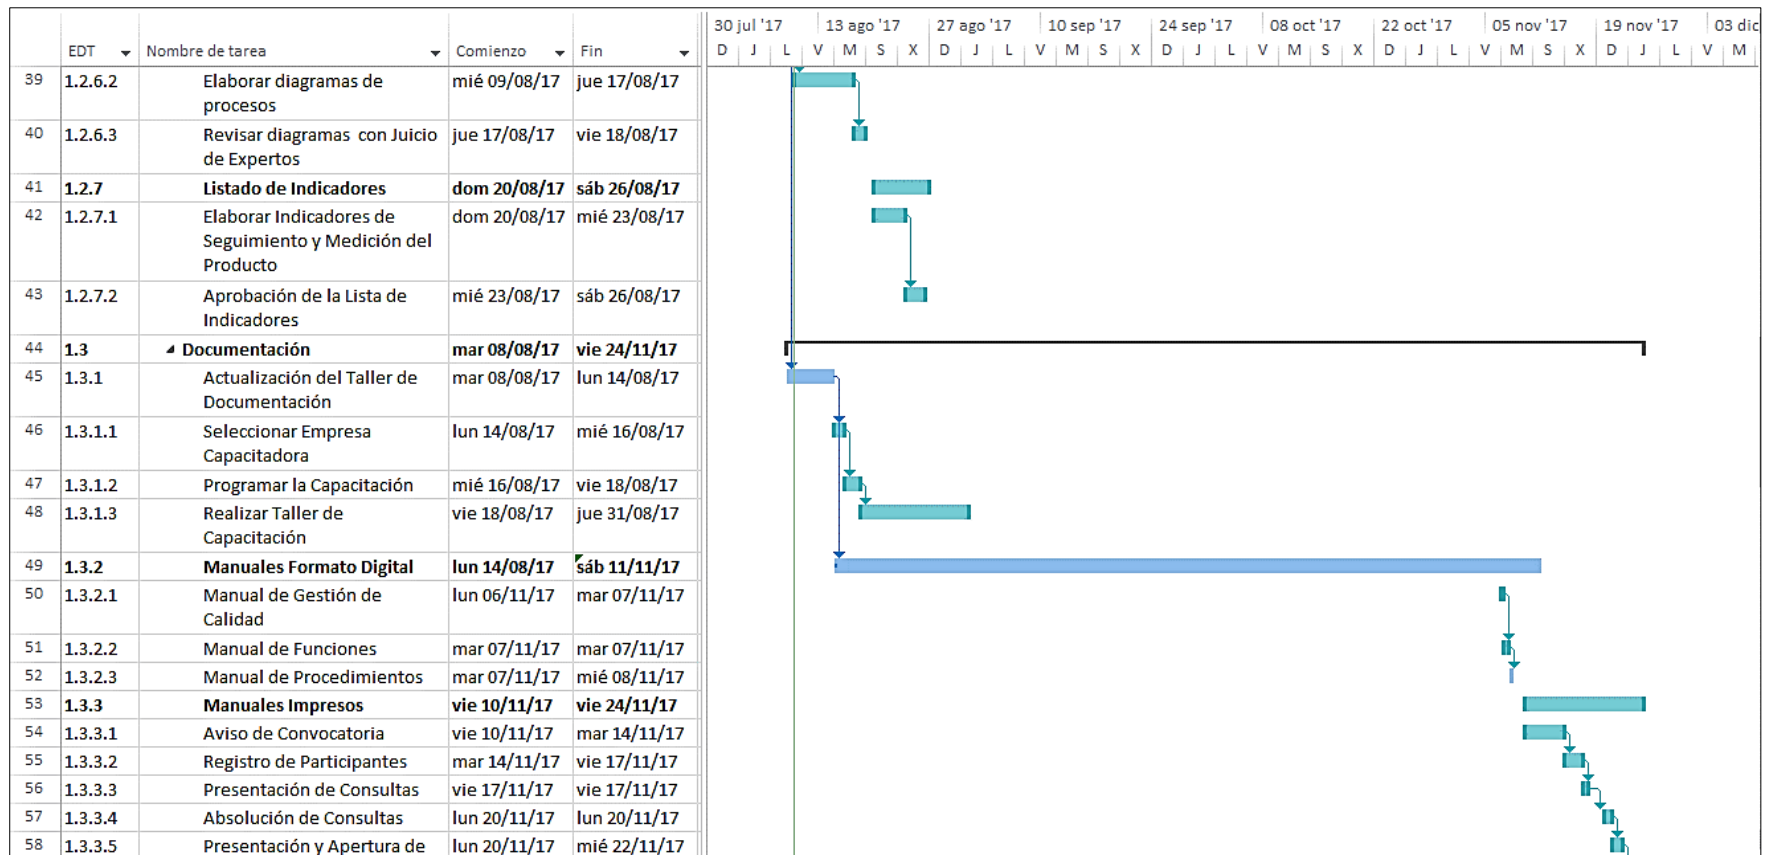 30 jul '17 13 ago '17 27 ago '17 10 sep '17 24 sep '17 08 oct '17 22 oct '17 05 nov '17 19 nov '17 03 dic
EDT Nombre de tarea Comienzo Fin D J L V M S X D J L V M S X D J L V M S X D J L V M
39 1.2.6.2 Elaborar diagramas de mié 09/08/17 jue 17/08/17
procesos
40 1.2.6.3 Revisar diagramas con Juicio jue 17/08/17 vie 18/08/17
de Expertos
41 1.2.7 Listado de Indicadores dom 20/08/17 sáb 26/08/17
42 1.2.7.1 Elaborar Indicadores de dom 20/08/17 mié 23/08/17
Seguimiento y Medición del
Producto
43 1.2.7.2 Aprobación de la Lista de mié 23/08/17 sáb 26/08/17
Indicadores
44 1.3 Documentación mar 08/08/17 vie 24/11/17
45 1.3.1 Actualización del Taller de mar 08/08/17 lun 14/08/17
Documentación
46 1.3.1.1 Seleccionar Empresa lun 14/08/17 mié 16/08/17
Capacitadora
47 1.3.1.2 Programar la Capacitación mié 16/08/17 vie 18/08/17
48 1.3.1.3 Realizar Taller de vie 18/08/17 jue 31/08/17
Capacitación
49 1.3.2 Manuales Formato Digital lun 14/08/17 sáb 11/11/17
50 1.3.2.1 Manual de Gestión de lun 06/11/17 mar 07/11/17
Calidad
51 1.3.2.2 Manual de Funciones mar 07/11/17 mar 07/11/17
52 1.3.2.3 Manual de Procedimientos mar 07/11/17 mié 08/11/17
53 1.3.3 Manuales Impresos vie 10/11/17 vie 24/11/17
54 1.3.3.1 Aviso de Convocatoria vie 10/11/17 mar 14/11/17
55 1.3.3.2 Registro de Participantes mar 14/11/17 vie 17/11/17
56 1.3.3.3 Presentación de Consultas vie 17/11/17 vie 17/11/17
57 1.3.3.4 Absolución de Consultas lun 20/11/17 lun 20/11/17
58 1.3.3.5 Presentación y Apertura de lun 20/11/17 mié 22/11/17